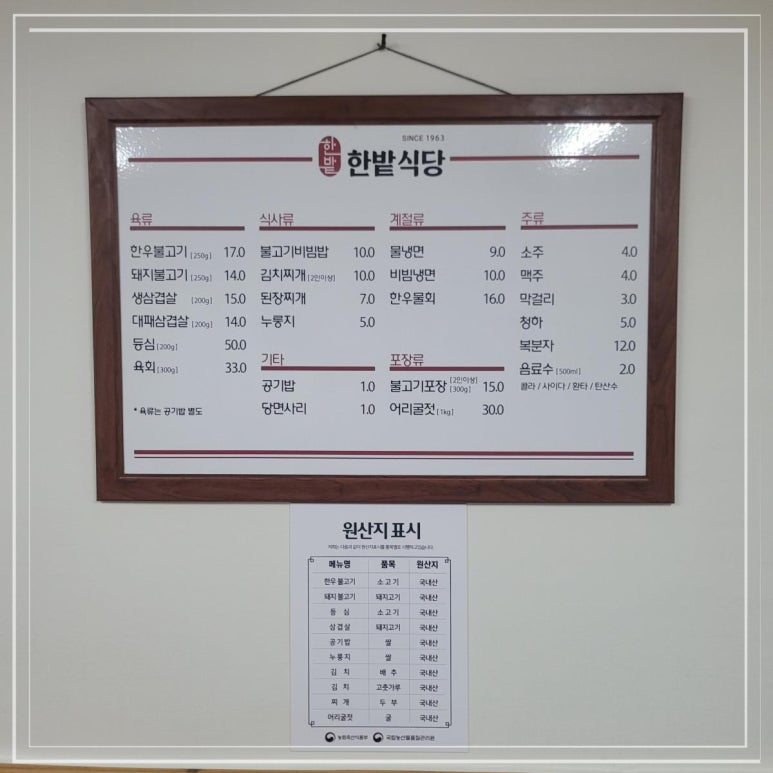 SINCE 1963
한밭 한밭식당
육류
한우불고기 [250g] 17.0
돼지불고기 [250g] 14.0
생삼겹살 [200g] 15.0
대패삼겹살 [200g] 14.0
등심 [200g] 50.0
육회 [300g] 33.0
* 육류는 공기밥 별도
식사류
불고기비빔밥 10.0
김치찌개 [2인이상] 10.0
된장찌개 7.0
누룽지 5.0
기타
공기밥 1.0
당면사리 1.0
계절류
물냉면 9.0
비빔냉면 10.0
한우물회 16.0
포장류
불고기포장 [2인이상] [300g] 15.0
어리굴젓 [1kg] 30.0
주류
소주 4.0
맥주 4.0
막걸리 3.0
청하 5.0
복분자 12.0
음료수 [500ml] 2.0
콜라 / 사이다 / 환타 / 탄산수
원산지 표시
메뉴명 품목 원산지
한우 불고기 소고기 국내산
돼지 불고기 돼지고기 국내산
등 심 소고기 국내산
삼겹살 돼지고기 국내산
공기밥 쌀 국내산
누룽지 쌀 국내산
김 치 배 추 국내산
김 치 고춧가루 국내산
찌 개 두 부 국내산
어리굴젓 굴 국내산
농림축산식품부 국립농산물품질관리원